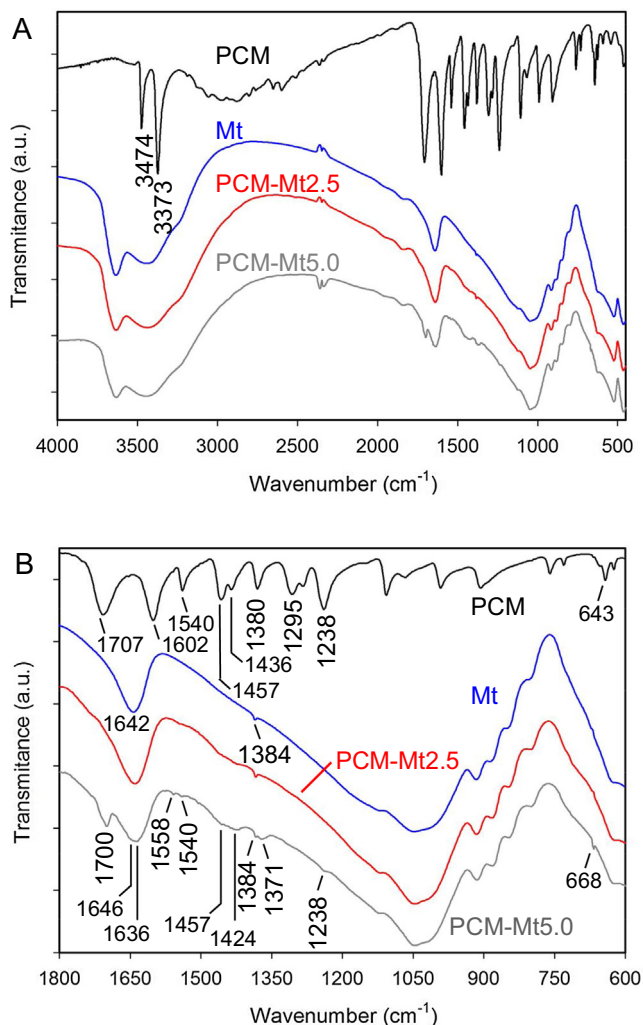 A
PCM
Mt
3474
3373
PCM-Mt2.5
PCM-Mt5.0
Transmitance (a.u.)
4000 3500 3000 2500 2000 1500 1000 500
Wavenumber (cm-1)
B
PCM
1707
1602
1540
1457
1436
1380
1295
1238
643
Mt
1642
1384
PCM-Mt2.5
1700
1646
1636
1558
1540
1457
1424
1384
1371
1238
668
PCM-Mt5.0
Transmitance (a.u.)
1800 1650 1500 1350 1200 1050 900 750 600
Wavenumber (cm-1)